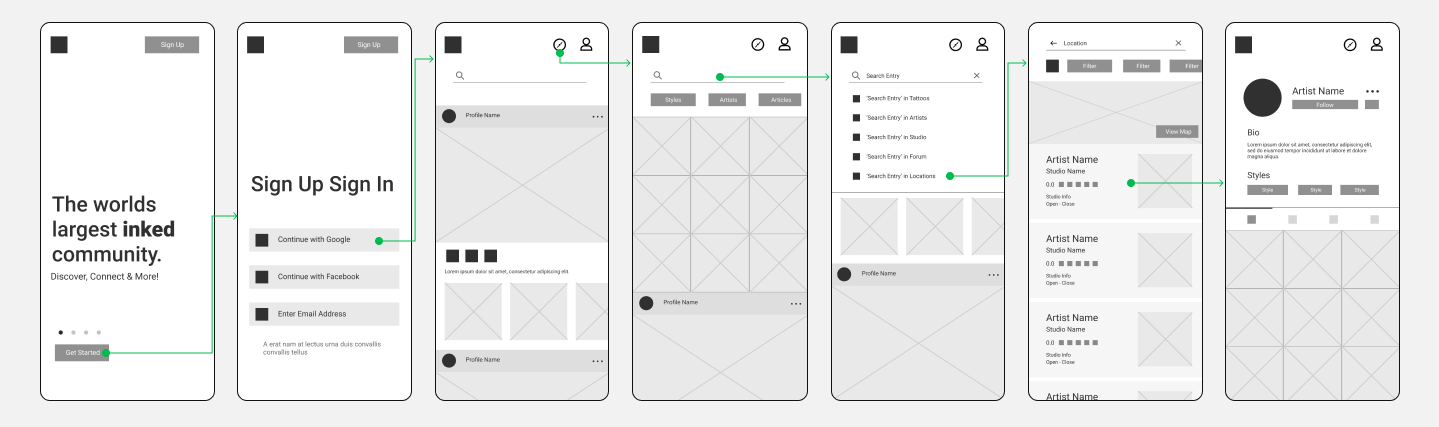 Sign Up
The worlds
largest inked
community.
Discover, Connect & More!
Get Started
Sign Up
Sign Up Sign In
Continue with Google
Continue with Facebook
Enter Email Address
A erat nam at lectus urna duis convallis
convallis tellus
Profile Name
Lorem ipsum dolor sit amet, consectetur adipiscing elit.
Profile Name
Styles
Artists
Articles
Profile Name
Search Entry
'Search Entry' in Tattoos
'Search Entry' in Artists
'Search Entry' in Studio
'Search Entry' in Forum
'Search Entry' in Locations
Profile Name
Location
Filter
Filter
Filter
View Map
Artist Name
Studio Name
0.0
Studio Info
Open - Close
Artist Name
Studio Name
0.0
Studio Info
Open - Close
Artist Name
Studio Name
0.0
Studio Info
Open - Close
Artist Name
Artist Name
Follow
Bio
Lorem ipsum dolor sit amet, consectetur adipiscing elit,
sed do eiusmod tempor incididunt ut labore et dolore
magna aliqua.
Styles
Style
Style
Style